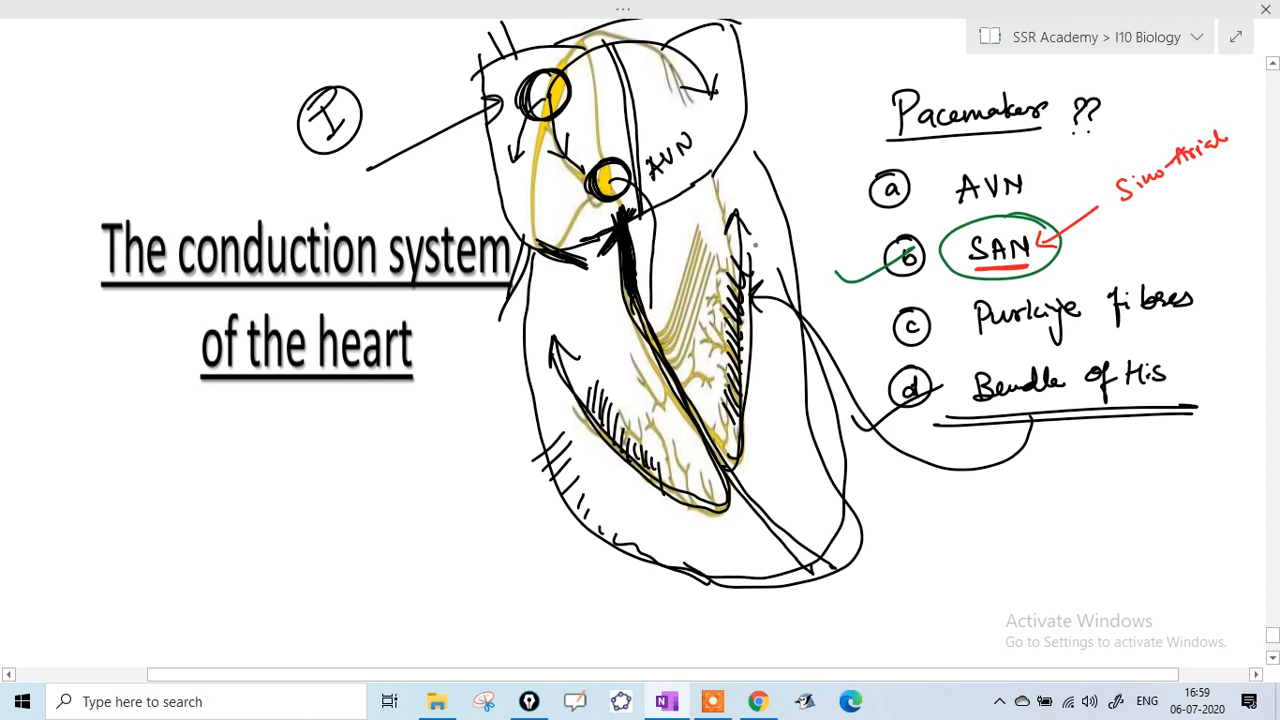 SSR Academy > I10 Biology
I
AVN
The conduction system
of the heart
Pacemaker ??
a AVN
Sino Atrial
b SAN
c Purkinje fibres
d Bundle of His
Activate Windows
Go to Settings to activate Windows.
Type here to search
ENG
16:59
06-07-2020